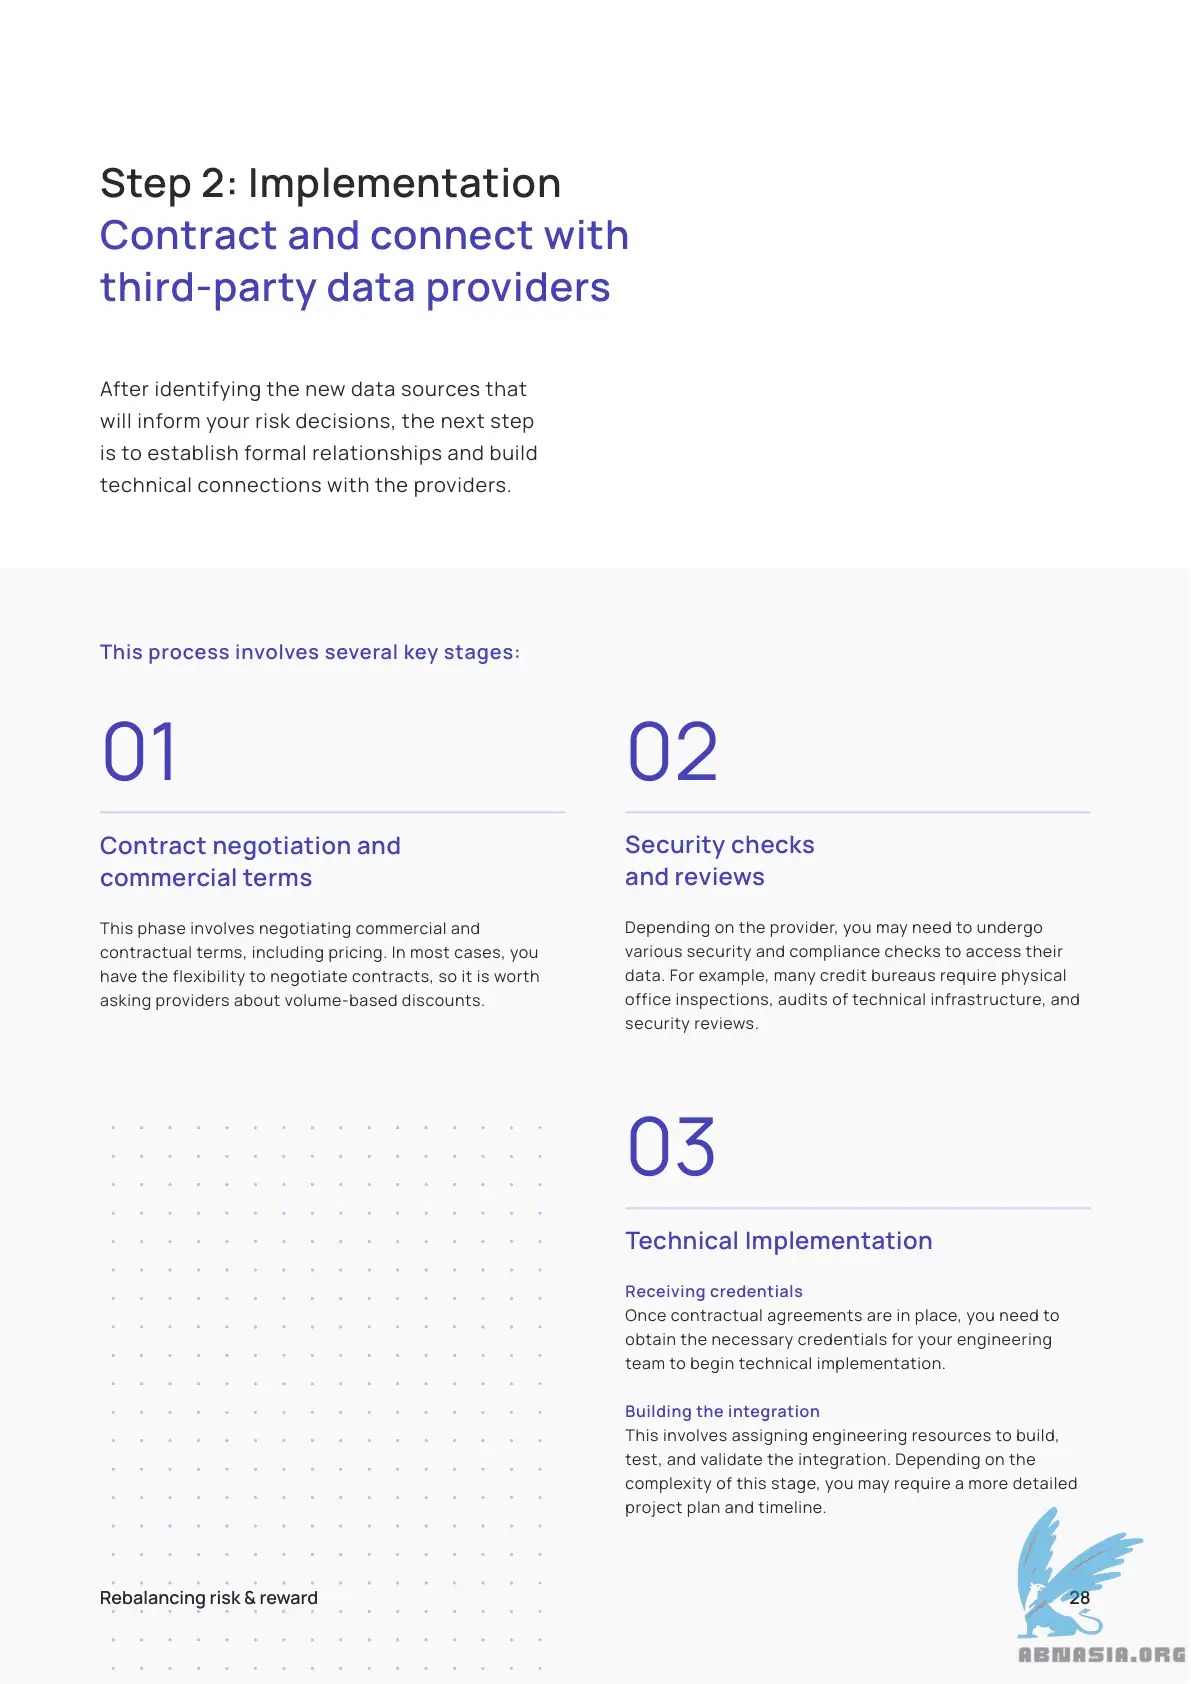 Step 2: Implementation
Contract and connect with
third-party data providers
After identifying the new data sources that
will inform your risk decisions, the next step
is to establish formal relationships and build
technical connections with the providers.
This process involves several key stages:
01
Contract negotiation and
commercial terms
This phase involves negotiating commercial and
contractual terms, including pricing. In most cases, you
have the flexibility to negotiate contracts, so it is worth
asking providers about volume-based discounts.
02
Security checks
and reviews
Depending on the provider, you may need to undergo
various security and compliance checks to access their
data. For example, many credit bureaus require physical
office inspections, audits of technical infrastructure, and
security reviews.
03
Technical Implementation
Receiving credentials
Once contractual agreements are in place, you need to
obtain the necessary credentials for your engineering
team to begin technical implementation.
Building the integration
This involves assigning engineering resources to build,
test, and validate the integration. Depending on the
complexity of this stage, you may require a more detailed
project plan and timeline.
Rebalancing risk & reward
28
ABNASIA.ORG